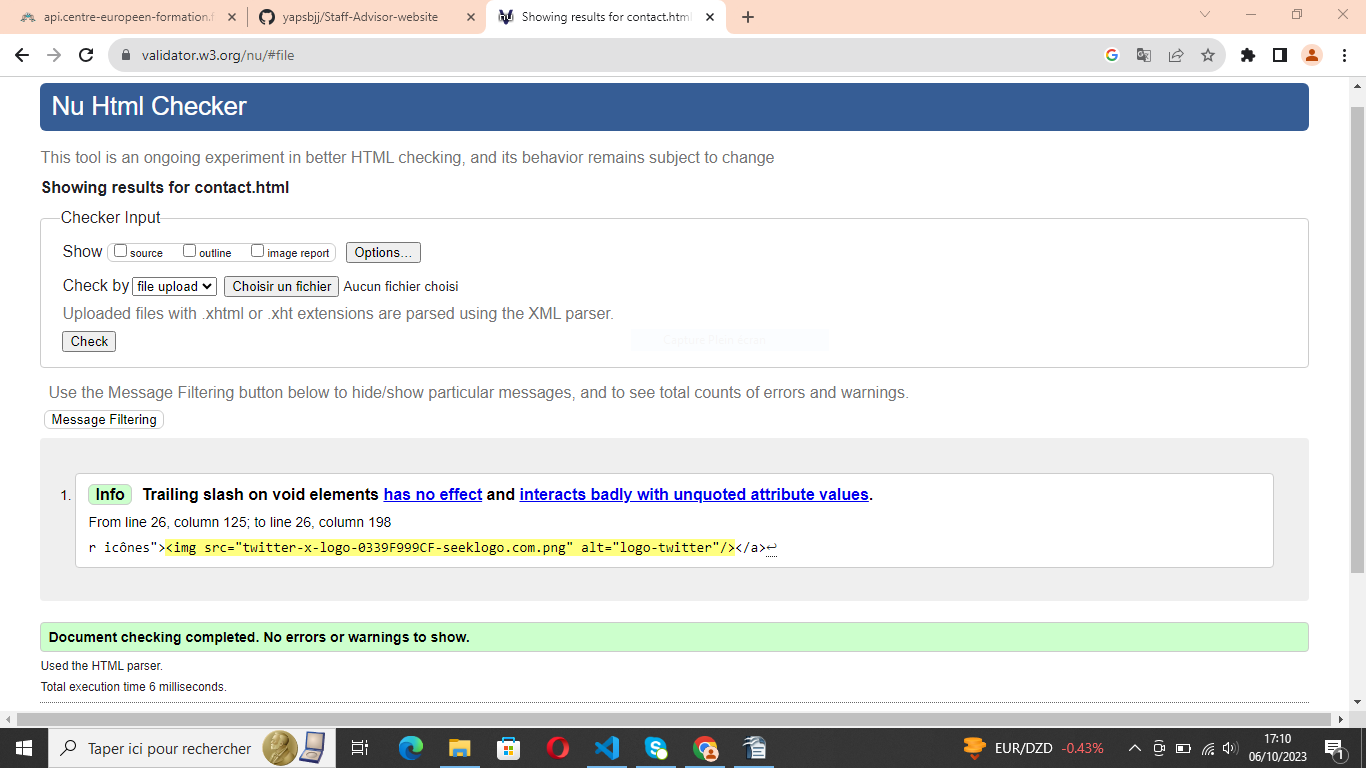 api.centre-europeen-formation.f
yapsbjj/Staff-Advisor-website
Showing results for contact.html
validator.w3.org/nu/#file
Nu Html Checker
This tool is an ongoing experiment in better HTML checking, and its behavior remains subject to change
Showing results for contact.html
Checker Input
Show source outline image report Options...
Check by file upload Choisir un fichier Aucun fichier choisi
Uploaded files with .xhtml or .xht extensions are parsed using the XML parser.
Capture Plein écran
Check
Use the Message Filtering button below to hide/show particular messages, and to see total counts of errors and warnings.
Message Filtering
1. Info Trailing slash on void elements has no effect and interacts badly with unquoted attribute values.
From line 26, column 125; to line 26, column 198
r icônes"><img src="twitter-x-logo-0339F999CF-seeklogo.com.png" alt="logo-twitter"/></a>↩
Document checking completed. No errors or warnings to show.
Used the HTML parser.
Total execution time 6 milliseconds.
Taper ici pour rechercher
EUR/DZD -0.43%
17:10
06/10/2023
1